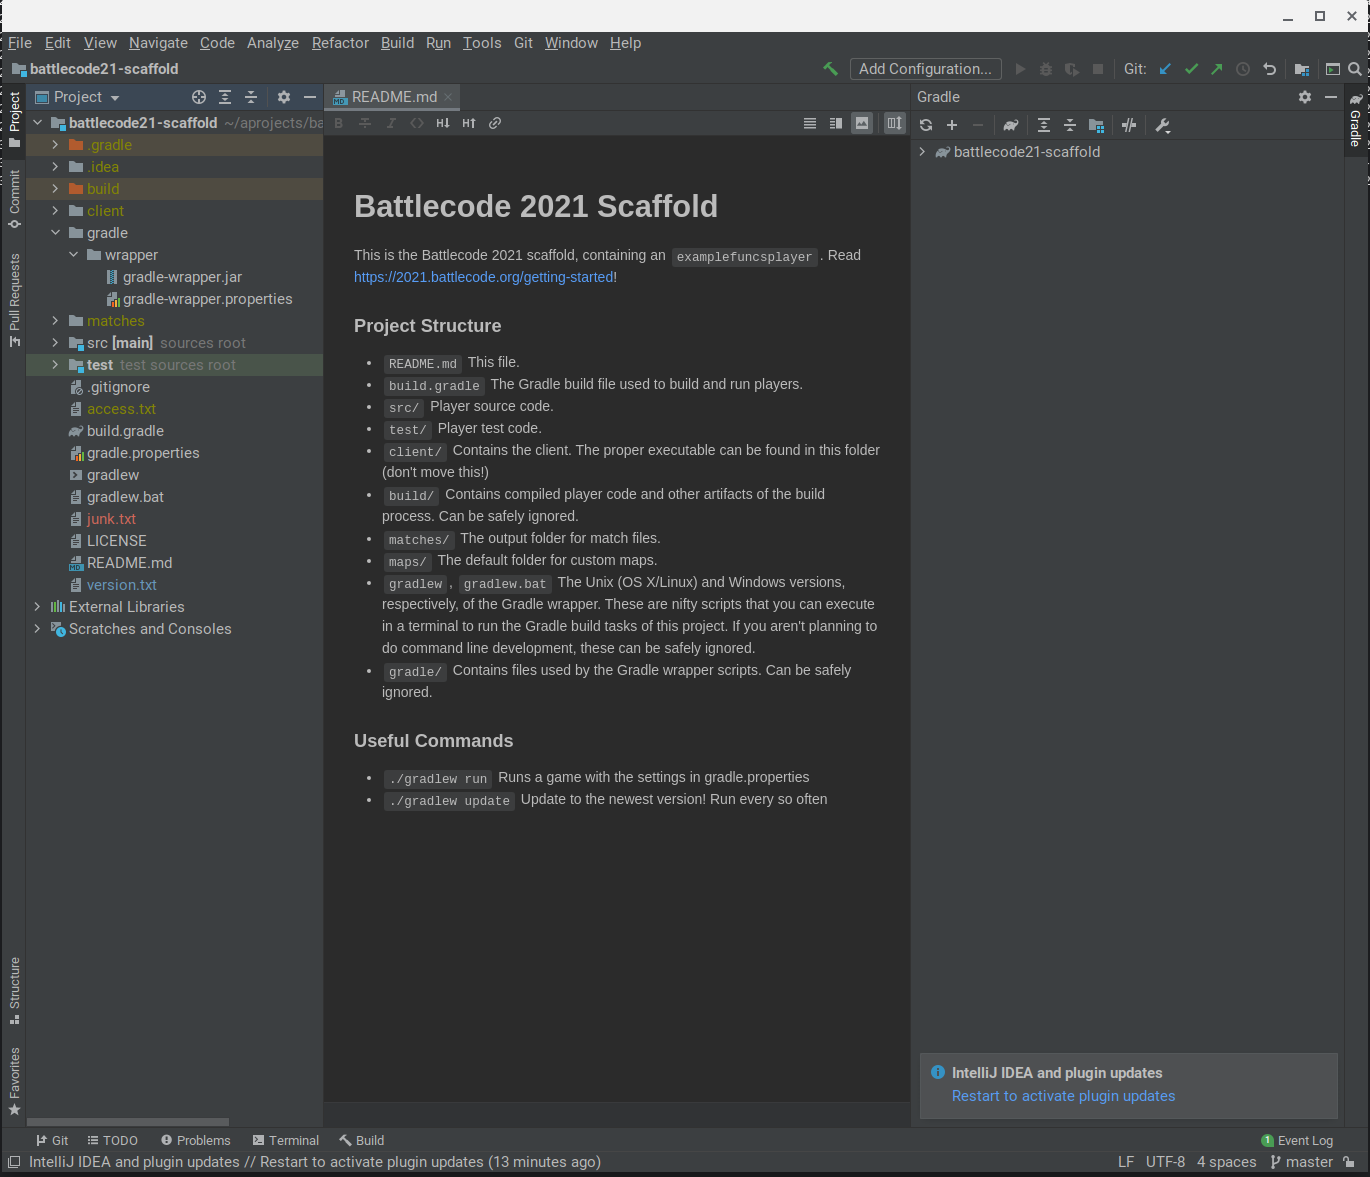 File Edit View Navigate Code Analyze Refactor Build Run Tools Git Window Help
battlecode21-scaffold
Add Configuration...
Git:
Project
Commit
Pull Requests
Structure
Favorites
Project
battlecode21-scaffold ~/aprojects/ba
.gradle
.idea
build
client
gradle
wrapper
gradle-wrapper.jar
gradle-wrapper.properties
matches
src [main] sources root
test test sources root
.gitignore
access.txt
build.gradle
gradle.properties
gradlew
gradlew.bat
junk.txt
LICENSE
README.md
version.txt
External Libraries
Scratches and Consoles
README.md
Battlecode 2021 Scaffold
This is the Battlecode 2021 scaffold, containing an examplefuncsplayer . Read
https://2021.battlecode.org/getting-started!
Project Structure
• README.md This file.
• build.gradle The Gradle build file used to build and run players.
• src/ Player source code.
• test/ Player test code.
• client/ Contains the client. The proper executable can be found in this folder
(don't move this!)
• build/ Contains compiled player code and other artifacts of the build
process. Can be safely ignored.
• matches/ The output folder for match files.
• maps/ The default folder for custom maps.
• gradlew , gradlew.bat The Unix (OS X/Linux) and Windows versions,
respectively, of the Gradle wrapper. These are nifty scripts that you can execute
in a terminal to run the Gradle build tasks of this project. If you aren't planning to
do command line development, these can be safely ignored.
• gradle/ Contains files used by the Gradle wrapper scripts. Can be safely
ignored.
Useful Commands
• ./gradlew run Runs a game with the settings in gradle.properties
• ./gradlew update Update to the newest version! Run every so often
Gradle
battlecode21-scaffold
Gradle
IntelliJ IDEA and plugin updates
Restart to activate plugin updates
Git TODO Problems Terminal Build
1 Event Log
IntelliJ IDEA and plugin updates // Restart to activate plugin updates (13 minutes ago)
LF UTF-8 4 spaces master